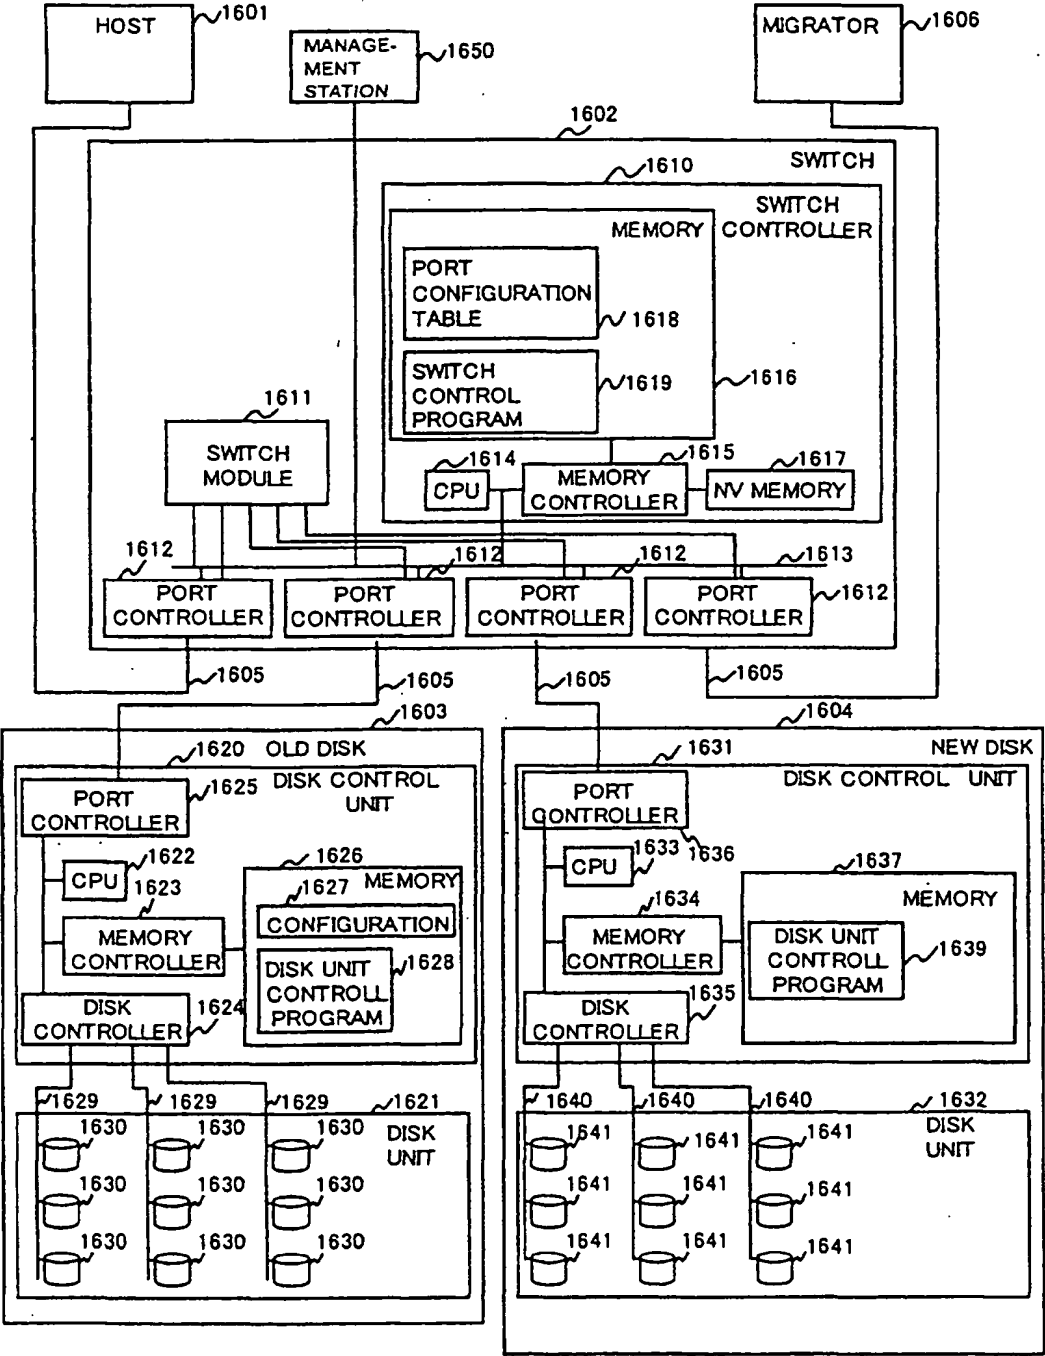 HOST
1601
MANAGE-
MENT
STATION
1650
MIGRATOR
1606
1602
SWITCH
1610
SWITCH
CONTROLLER
MEMORY
PORT
CONFIGURATION
TABLE
1618
SWITCH
CONTROL
PROGRAM
1619
1616
1611
SWITCH
MODULE
1614
CPU
1615
MEMORY
CONTROLLER
1617
NV MEMORY
1613
1612
PORT
CONTROLLER
1612
PORT
CONTROLLER
1612
PORT
CONTROLLER
1612
PORT
CONTROLLER
1605
1605
1605
1605
1603
OLD DISK
1620
DISK CONTROL
UNIT
1625
PORT
CONTROLLER
1622
CPU
1623
MEMORY
CONTROLLER
1626
MEMORY
1627
CONFIGURATION
1628
DISK UNIT
CONTROLL
PROGRAM
1624
DISK
CONTROLLER
1629
1629
1629
1621
DISK
UNIT
1630
1630
1630
1630
1630
1630
1630
1630
1630
1604
NEW DISK
1631
DISK CONTROL UNIT
PORT
CONTROLLER
1636
1633
CPU
1634
MEMORY
CONTROLLER
1637
MEMORY
DISK UNIT
CONTROLL
PROGRAM
1639
1635
DISK
CONTROLLER
1640
1640
1640
1632
DISK
UNIT
1641
1641
1641
1641
1641
1641
1641
1641
1641